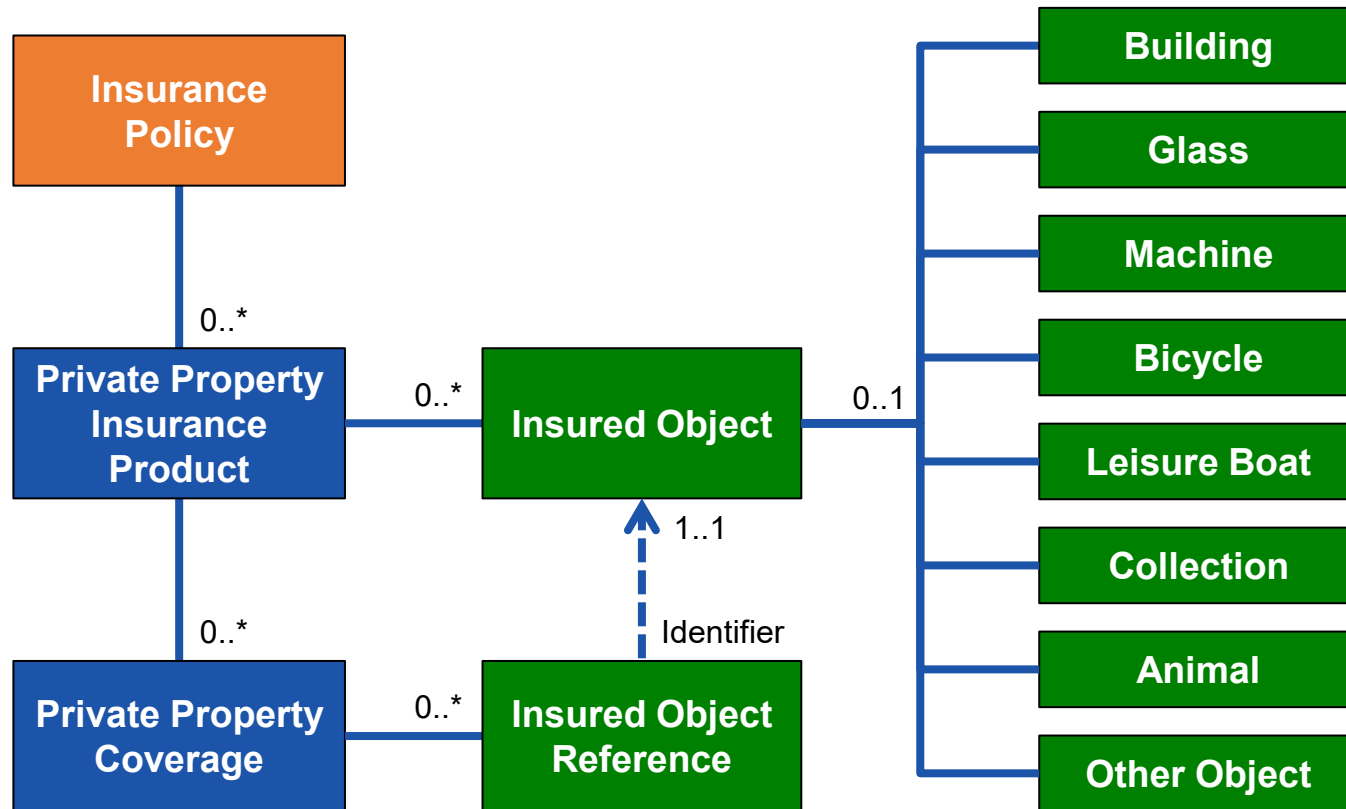 Insurance
Policy
0..*
Private Property
Insurance
Product
0..*
Insured Object
0..1
1..1
Identifier
0..*
Private Property
Coverage
0..*
Insured Object
Reference
Building
Glass
Machine
Bicycle
Leisure Boat
Collection
Animal
Other Object